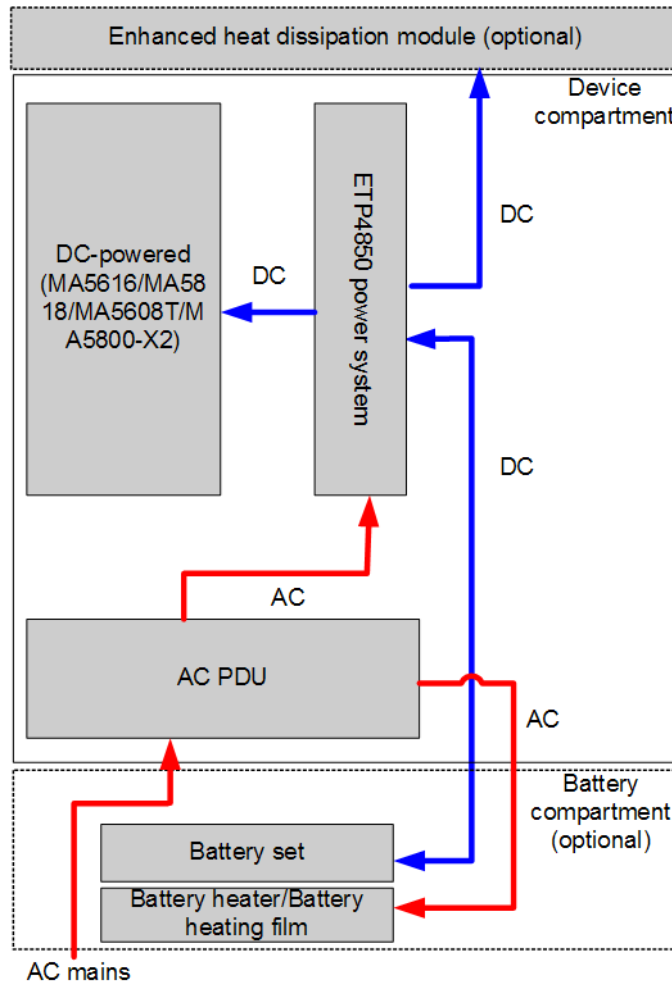 Enhanced heat dissipation module (optional)
Device
compartment
DC-powered
(MA5616/MA58
18/MA5608T/M
A5800-X2)
DC
ETP4850 power system
DC
DC
AC
AC PDU
AC
Battery
compartment
(optional)
Battery set
Battery heater/Battery
heating film
AC mains